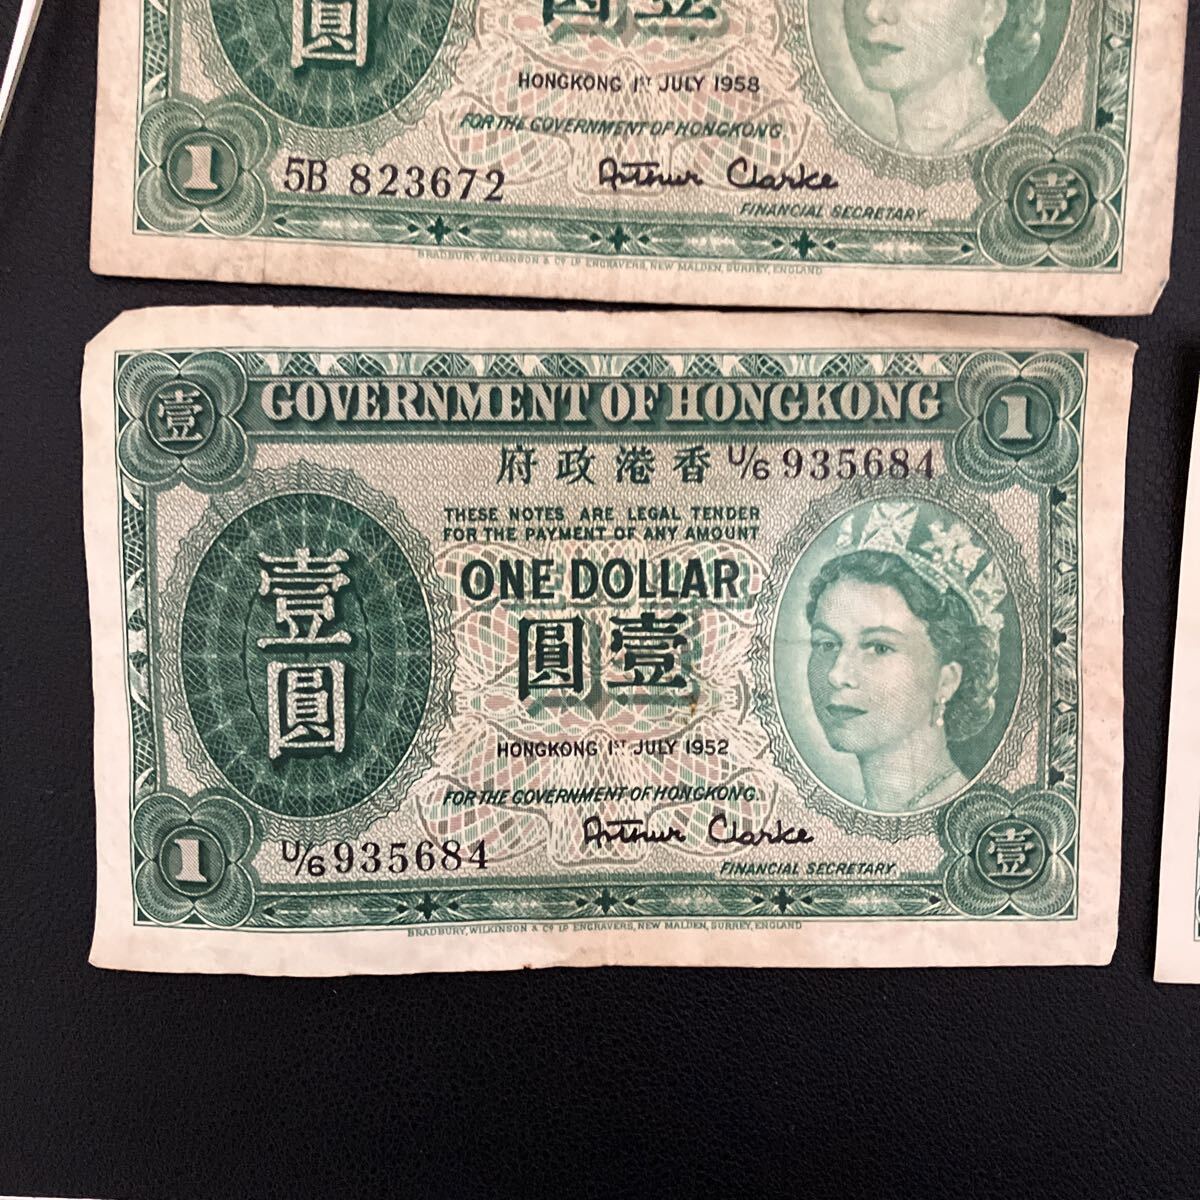 圓 圓壹
HONGKONG 1ST JULY 1958
FOR THE GOVERNMENT OF HONGKONG.
1 5B 823672 Arthur Clarke 壹
FINANCIAL SECRETARY.
BRADBURY, WILKINSON & Co LD ENGRAVERS, NEW MALDEN, SURREY, ENGLAND
壹 GOVERNMENT OF HONGKONG 1
府政港香 U/6 935684
THESE NOTES ARE LEGAL TENDER
FOR THE PAYMENT OF ANY AMOUNT
ONE DOLLAR
壹圓
圓壹
HONGKONG 1ST JULY 1952
FOR THE GOVERNMENT OF HONGKONG.
1 U/6 935684 Arthur Clarke 壹
FINANCIAL SECRETARY.
BRADBURY, WILKINSON & Co LD ENGRAVERS, NEW MALDEN, SURREY, ENGLAND